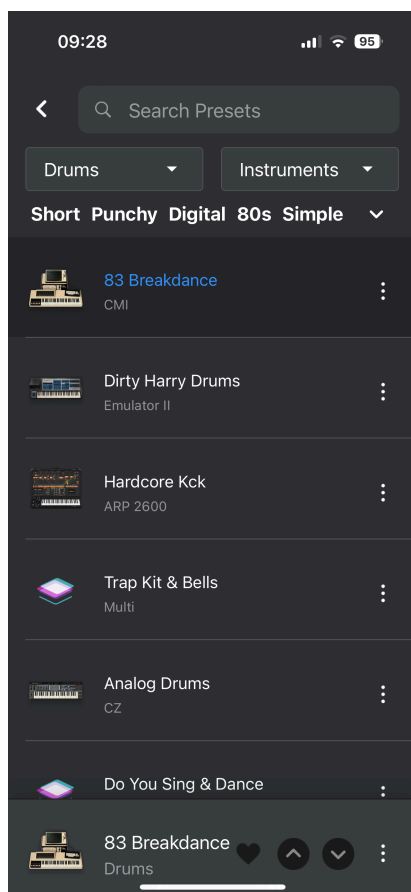 09:28
95
Search Presets
Drums
Instruments
Short Punchy Digital 80s Simple
83 Breakdance
CMI
Dirty Harry Drums
Emulator II
Hardcore Kck
ARP 2600
Trap Kit & Bells
Multi
Analog Drums
CZ
Do You Sing & Dance
83 Breakdance
Drums